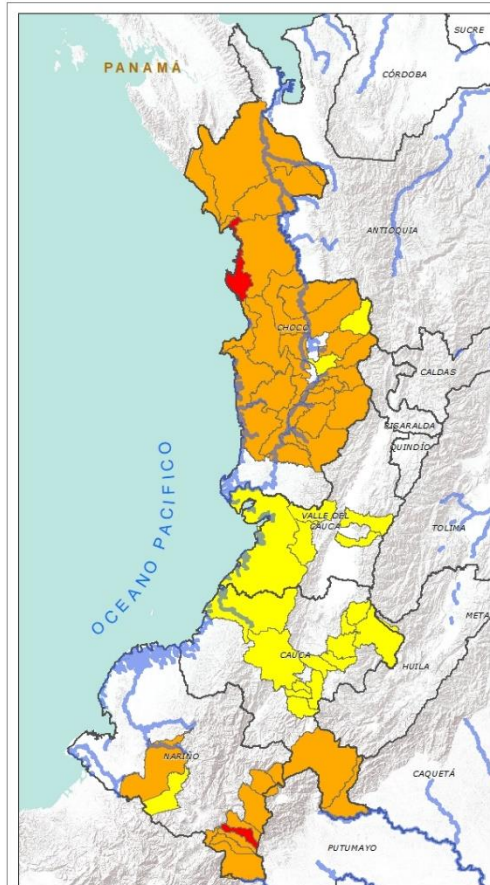 SUCRE
PANAMÁ
CÓRDOBA
ANTIOQUIA
CHOCÓ
CALDAS
RISARALDA
QUINDÍO
OCEANO PACÍFICO
VALLE DEL
CAUCA
TOLIMA
META
CAUCA
HUILA
NARIÑO
CAQUETÁ
PUTUMAYO